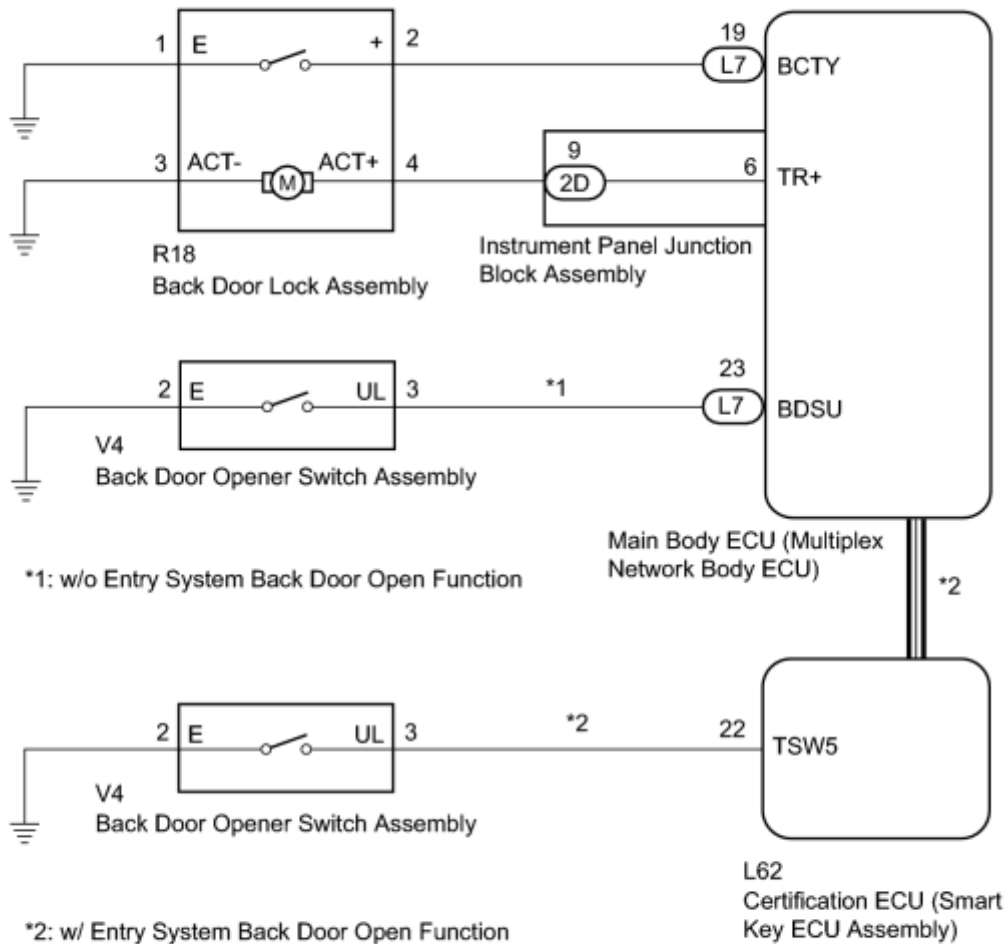 19
1 E + 2 L7 BCTY
9
3 ACT- M ACT+ 4 2D 6 TR+
R18
Back Door Lock Assembly
Instrument Panel Junction
Block Assembly
23
2 E UL 3 *1 L7 BDSU
V4
Back Door Opener Switch Assembly
Main Body ECU (Multiplex
Network Body ECU)
*1: w/o Entry System Back Door Open Function
*2
2 E UL 3 *2 22 TSW5
V4
Back Door Opener Switch Assembly
L62
Certification ECU (Smart
Key ECU Assembly)
*2: w/ Entry System Back Door Open Function